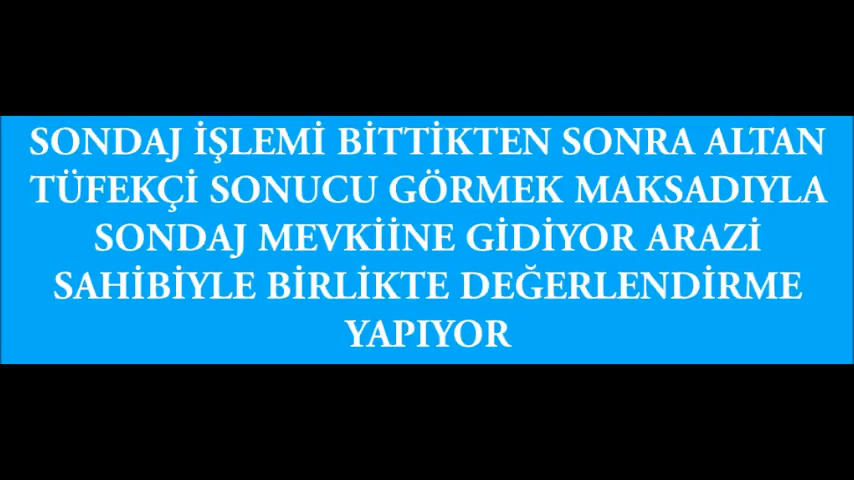 SONDAJ İŞLEMİ BİTTİKTEN SONRA ALTAN
TÜFEKÇİ SONUCU GÖRMEK MAKSADIYLA
SONDAJ MEVKİİNE GİDİYOR ARAZİ
SAHİBİYLE BİRLİKTE DEĞERLENDİRME
YAPIYOR